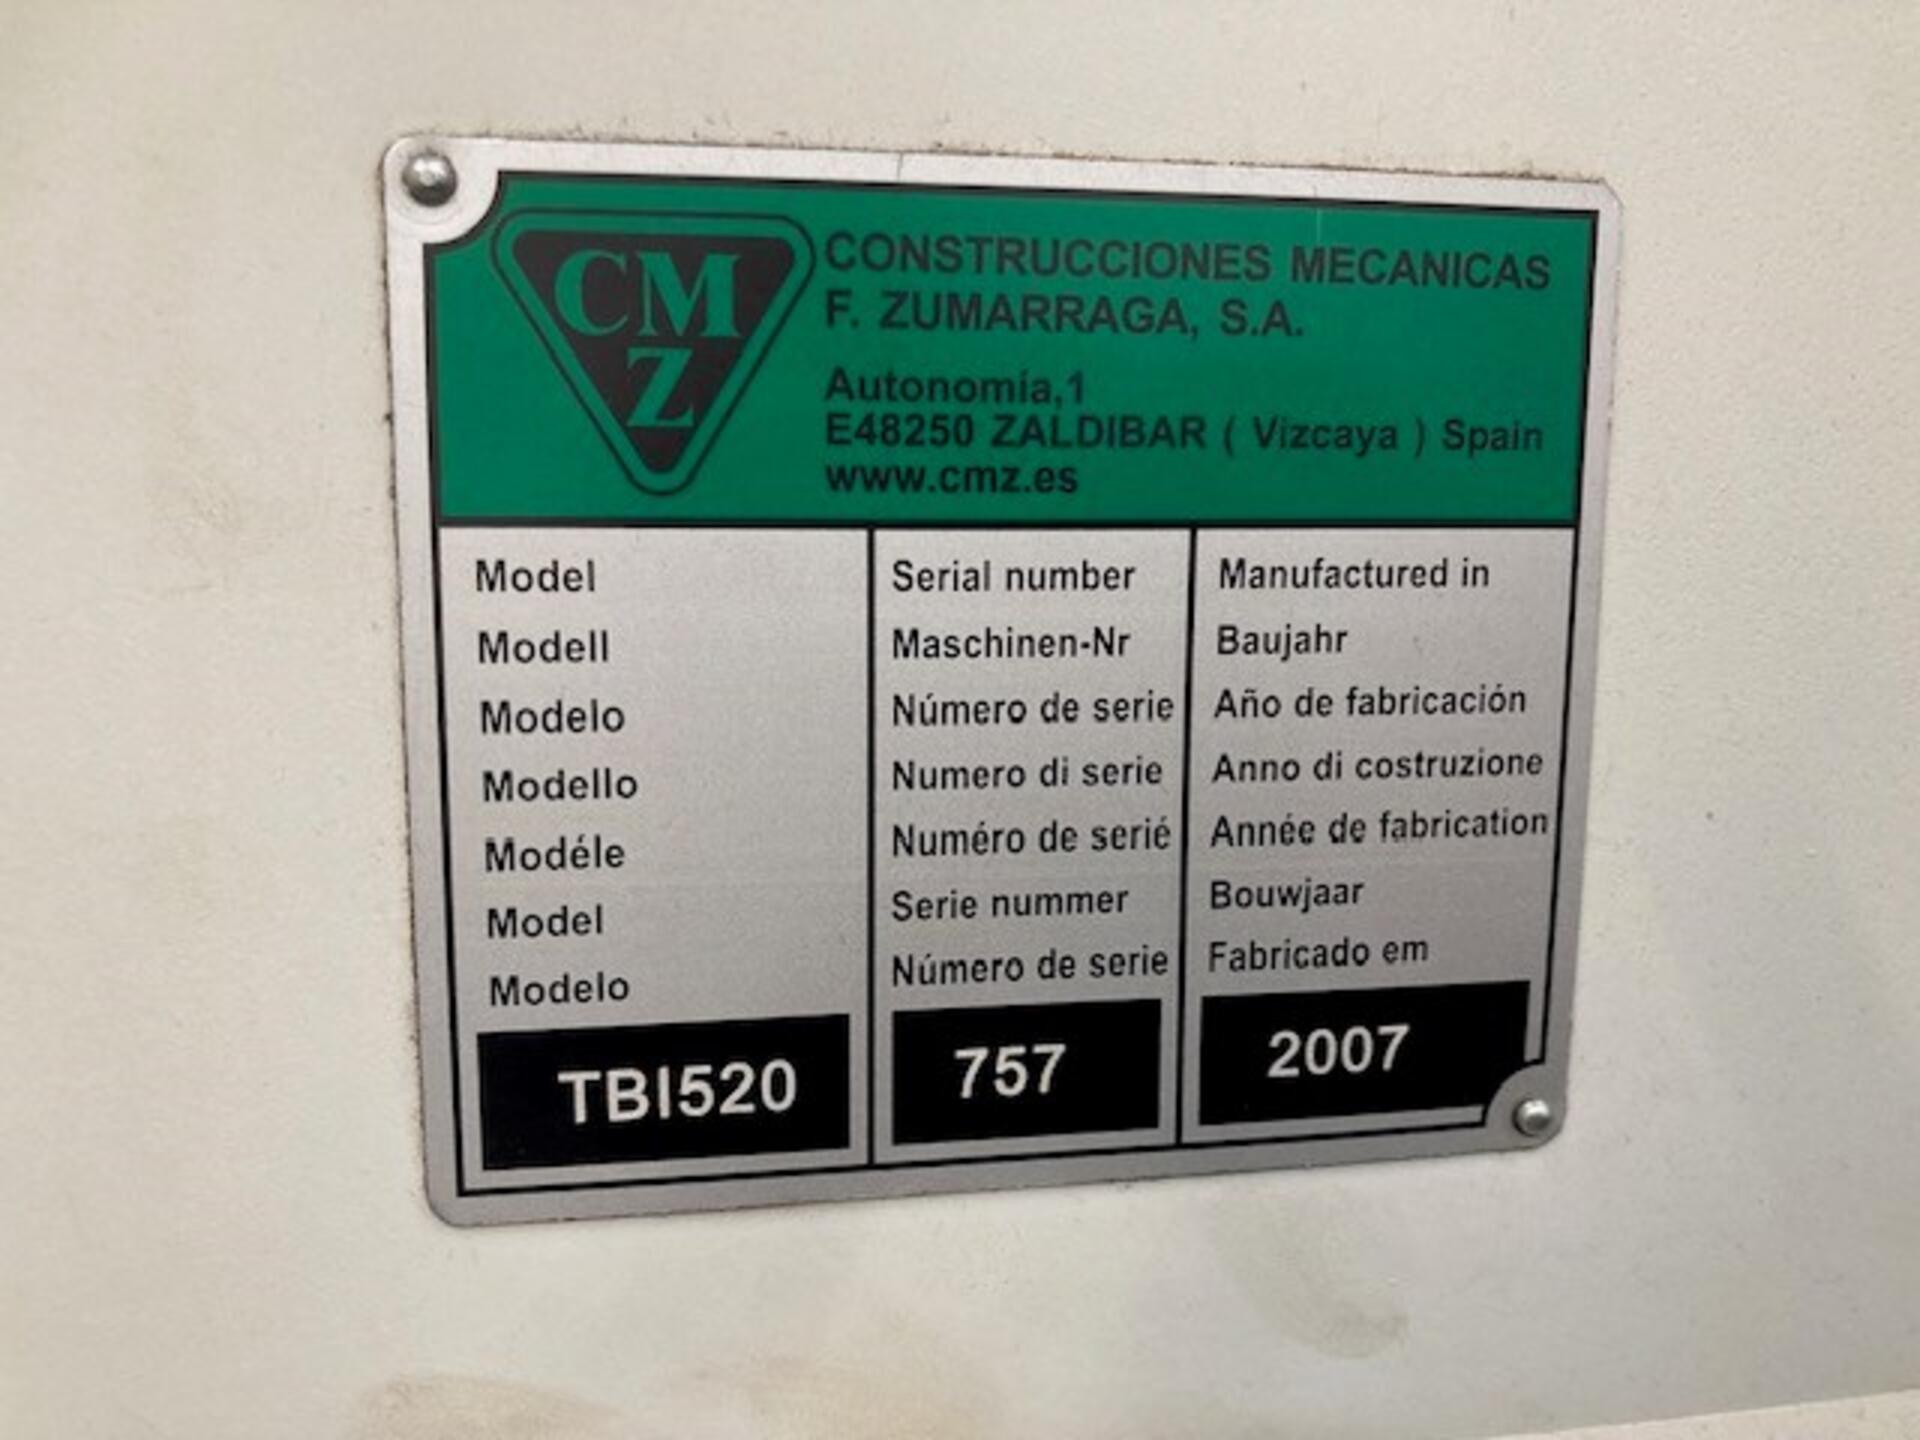 CM
Z
CONSTRUCCIONES MECANICAS
F. ZUMARRAGA, S.A.
Autonomía,1
E48250 ZALDIBAR ( Vizcaya ) Spain
www.cmz.es
Model
Modell
Modelo
Modello
Modéle
Model
Modelo
TBI520
Serial number
Maschinen-Nr
Número de serie
Numero di serie
Numéro de serié
Serie nummer
Número de serie
757
Manufactured in
Baujahr
Año de fabricación
Anno di costruzione
Année de fabrication
Bouwjaar
Fabricado em
2007